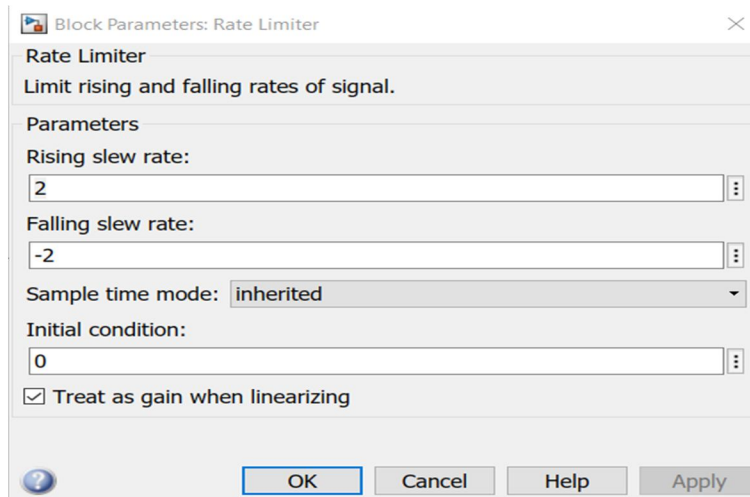 Block Parameters: Rate Limiter
Rate Limiter
Limit rising and falling rates of signal.
Parameters
Rising slew rate:
2
Falling slew rate:
-2
Sample time mode: inherited
Initial condition:
0
Treat as gain when linearizing
? OK Cancel Help Apply